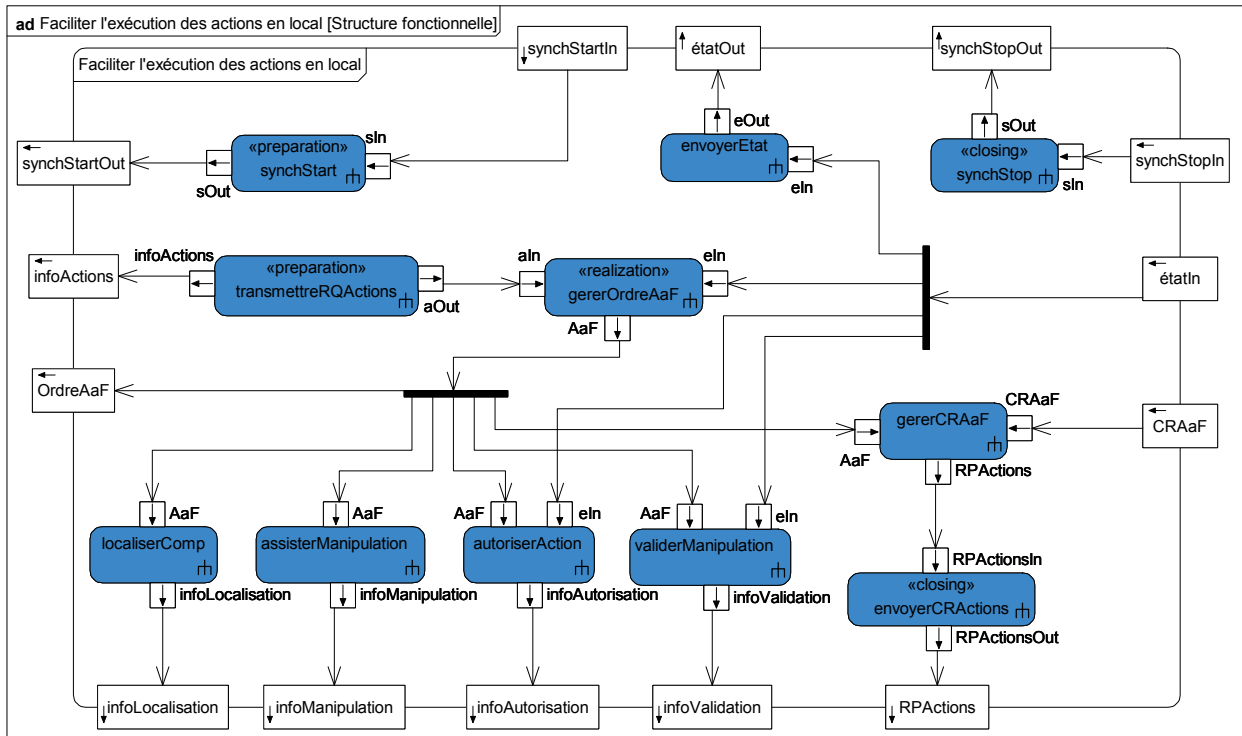 ad Faciliter l'exécution des actions en local [Structure fonctionnelle]
Faciliter l'exécution des actions en local
synchStartIn
étatOut
synchStopOut
synchStartOut
sOut
«preparation»
synchStart
sIn
eOut
envoyerEtat
eIn
sOut
«closing»
synchStop
sIn
synchStopIn
infoActions
infoActions
«preparation»
transmettreRQActions
aOut
aIn
«realization»
gererOrdreAaF
eIn
AaF
étatIn
OrdreAaF
CRAaF
gererCRAaF
AaF
RPActions
CRAaF
AaF
localiserComp
infoLocalisation
AaF
assisterManipulation
infoManipulation
AaF
eIn
autoriserAction
infoAutorisation
AaF
eIn
validerManipulation
infoValidation
RPActionsIn
«closing»
envoyerCRActions
RPActionsOut
infoLocalisation
infoManipulation
infoAutorisation
infoValidation
RPActions